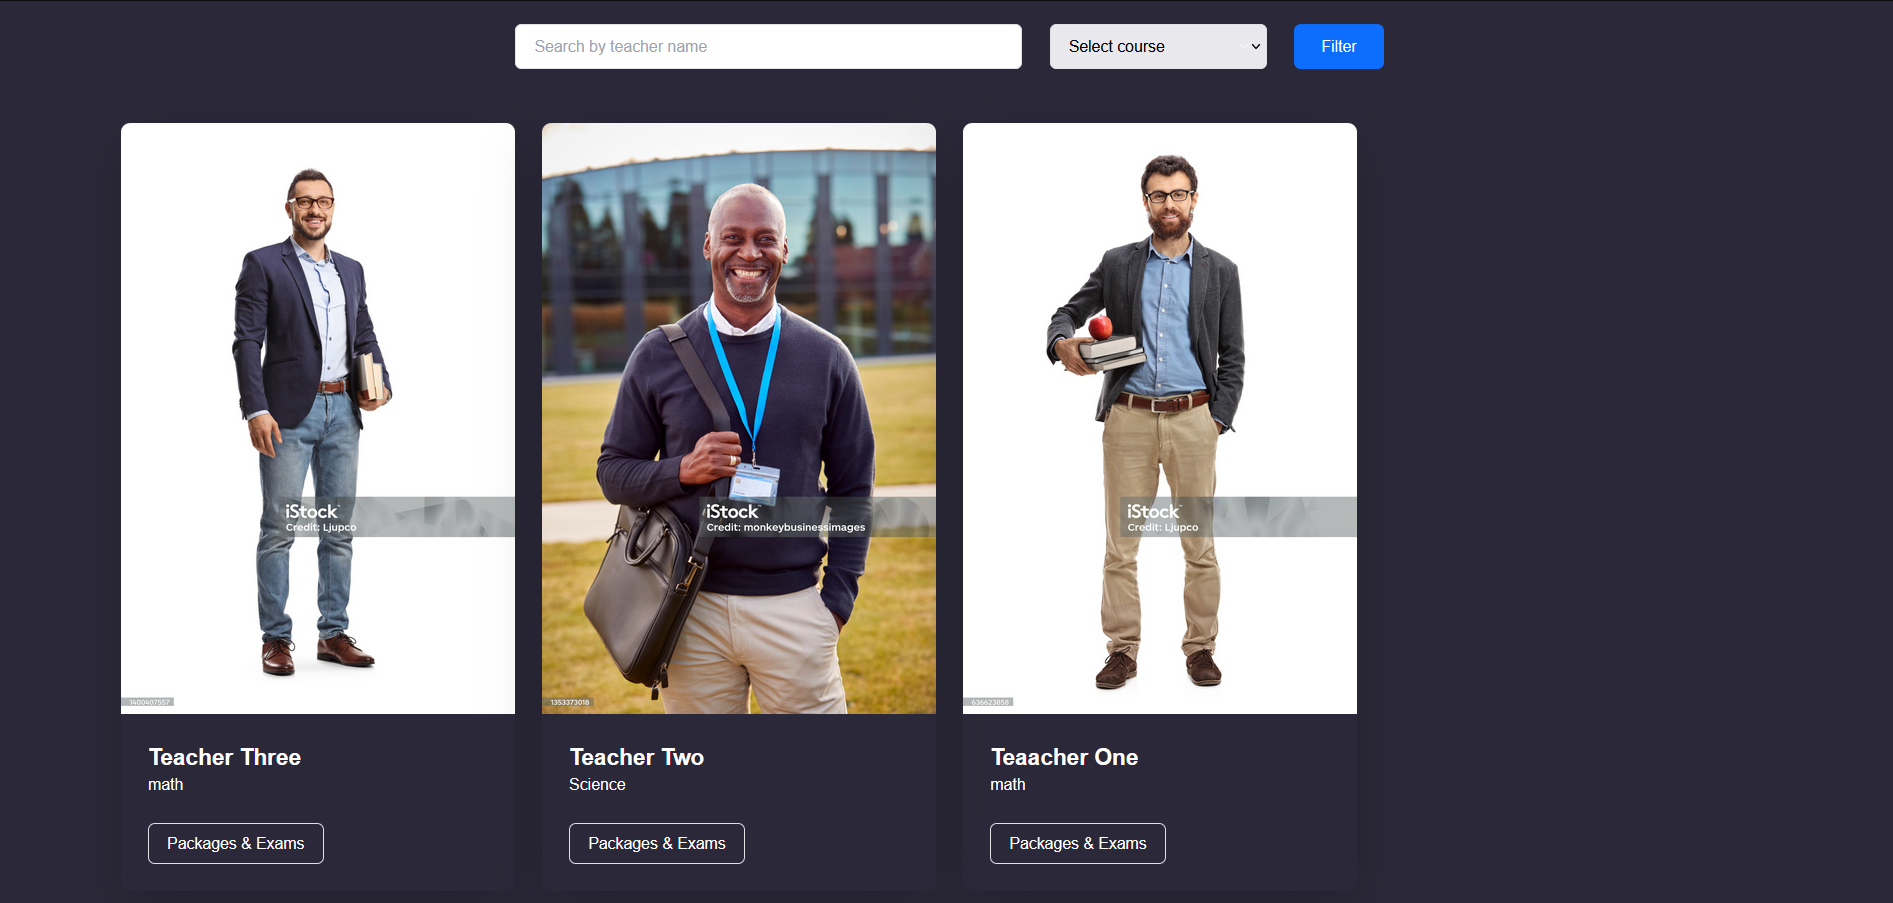 Search by teacher name
Select course
Filter
iStock
Credit: Ljupco
1400407557
Teacher Three
math
Packages & Exams
iStock
Credit: monkeybusinessimages
1353373018
Teacher Two
Science
Packages & Exams
iStock
Credit: Ljupco
636623858
Teaacher One
math
Packages & Exams